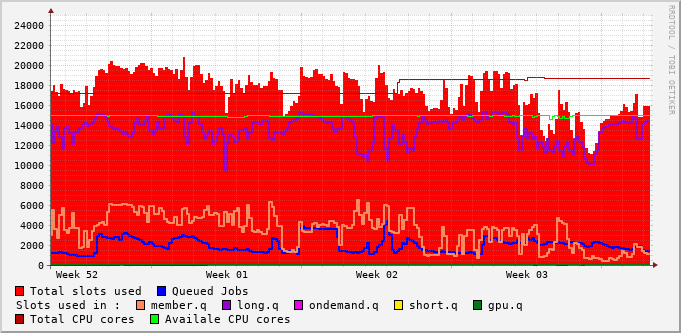 RRDTOOL / TOBI OETIKER
24000
22000
20000
18000
16000
14000
12000
10000
8000
6000
4000
2000
0
Week 52 Week 01 Week 02 Week 03
Total slots used Queued Jobs
Slots used in : member.q long.q ondemand.q short.q gpu.q
Total CPU cores Availale CPU cores